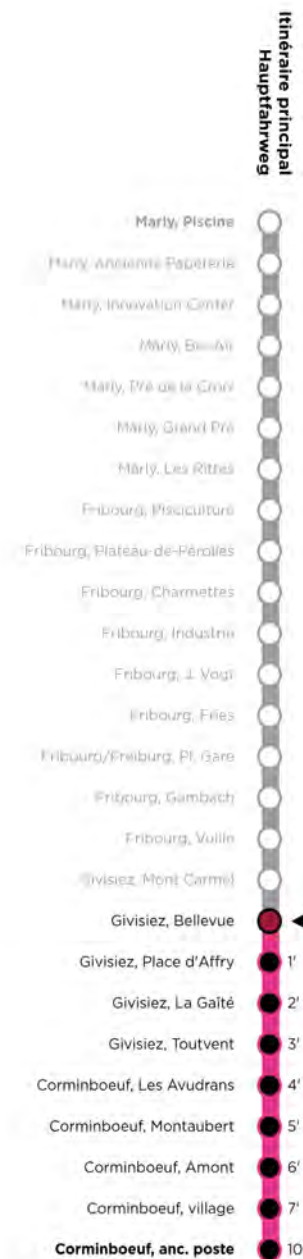 Itinéraire principal
Hauptfahrweg
Marly, Piscine
Marly, Ancienne Papeterie
Marly, Innovation Center
Marly, Bel-Air
Marly, Pré de la Croix
Marly, Grand Pré
Marly, Les Rittes
Fribourg, Pisciculture
Fribourg, Plateau-de-Pérolles
Fribourg, Charmettes
Fribourg, Industrie
Fribourg, J. Vogt
Fribourg, Fries
Fribourg/Freiburg, Pl. Gare
Fribourg, Gambach
Fribourg, Vuille
Givisiez, Mont Carmel
Givisiez, Bellevue
Givisiez, Place d'Affry 1'
Givisiez, La Gaîté 2'
Givisiez, Toutvent 3'
Corminboeuf, Les Avudrans 4'
Corminboeuf, Montaubert 5'
Corminboeuf, Amont 6'
Corminboeuf, village 7'
Corminboeuf, anc. poste 10